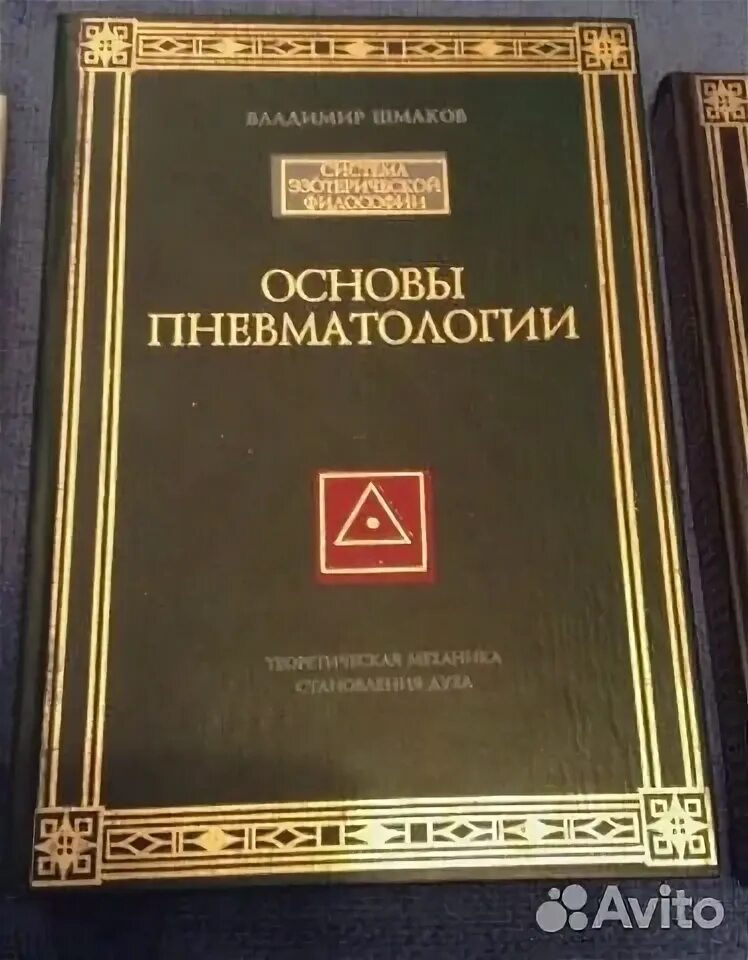 ВЛАДИМИР ШМАКОВ
СИСТЕМА
ЭЗОТЕРИЧЕСКОЙ
ФИЛОСОФИИ
ОСНОВЫ
ПНЕВМАТОЛОГИИ
ТЕОРЕТИЧЕСКАЯ МЕХАНИКА
СТАНОВЛЕНИЯ ДУХА
Avito